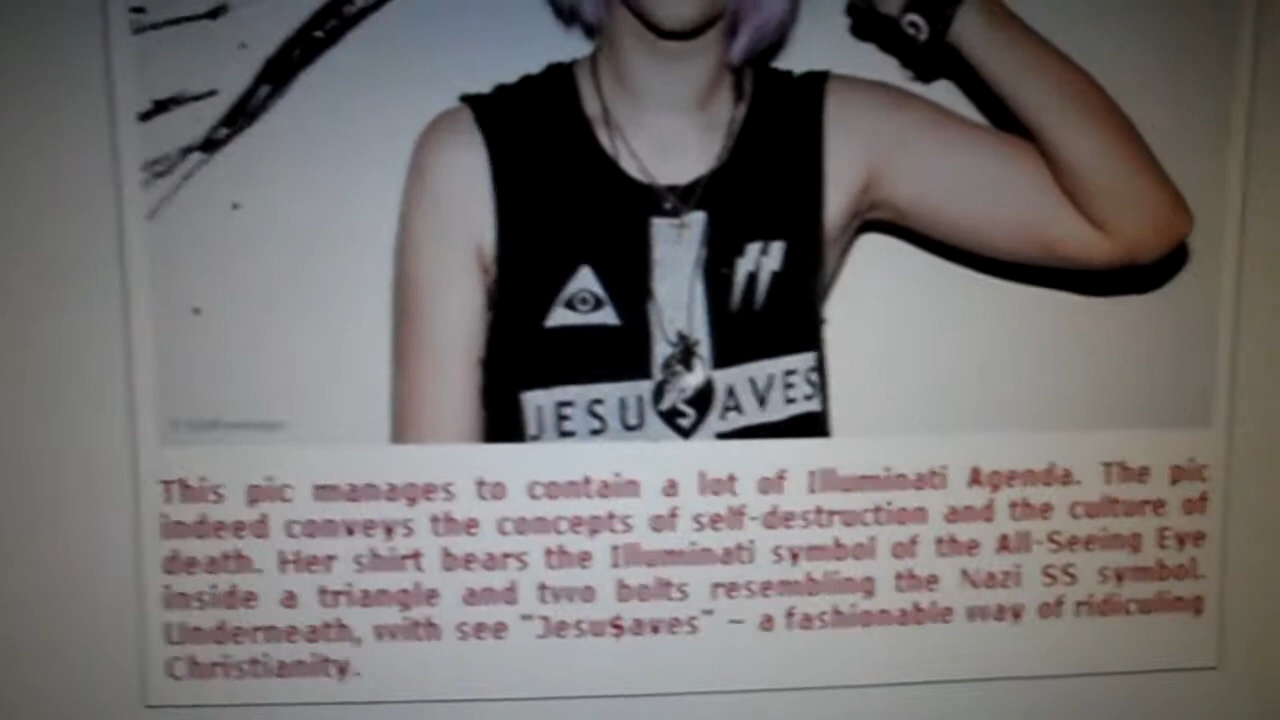 JESU$AVES
This pic manages to contain a lot of Illuminati Agenda. The pic
indeed conveys the concepts of self-destruction and the culture of
death. Her shirt bears the Illuminati symbol of the All-Seeing Eye
inside a triangle and two bolts resembling the Nazi SS symbol.
Underneath, with see "Jesu$aves" – a fashionable way of ridiculing
Christianity.